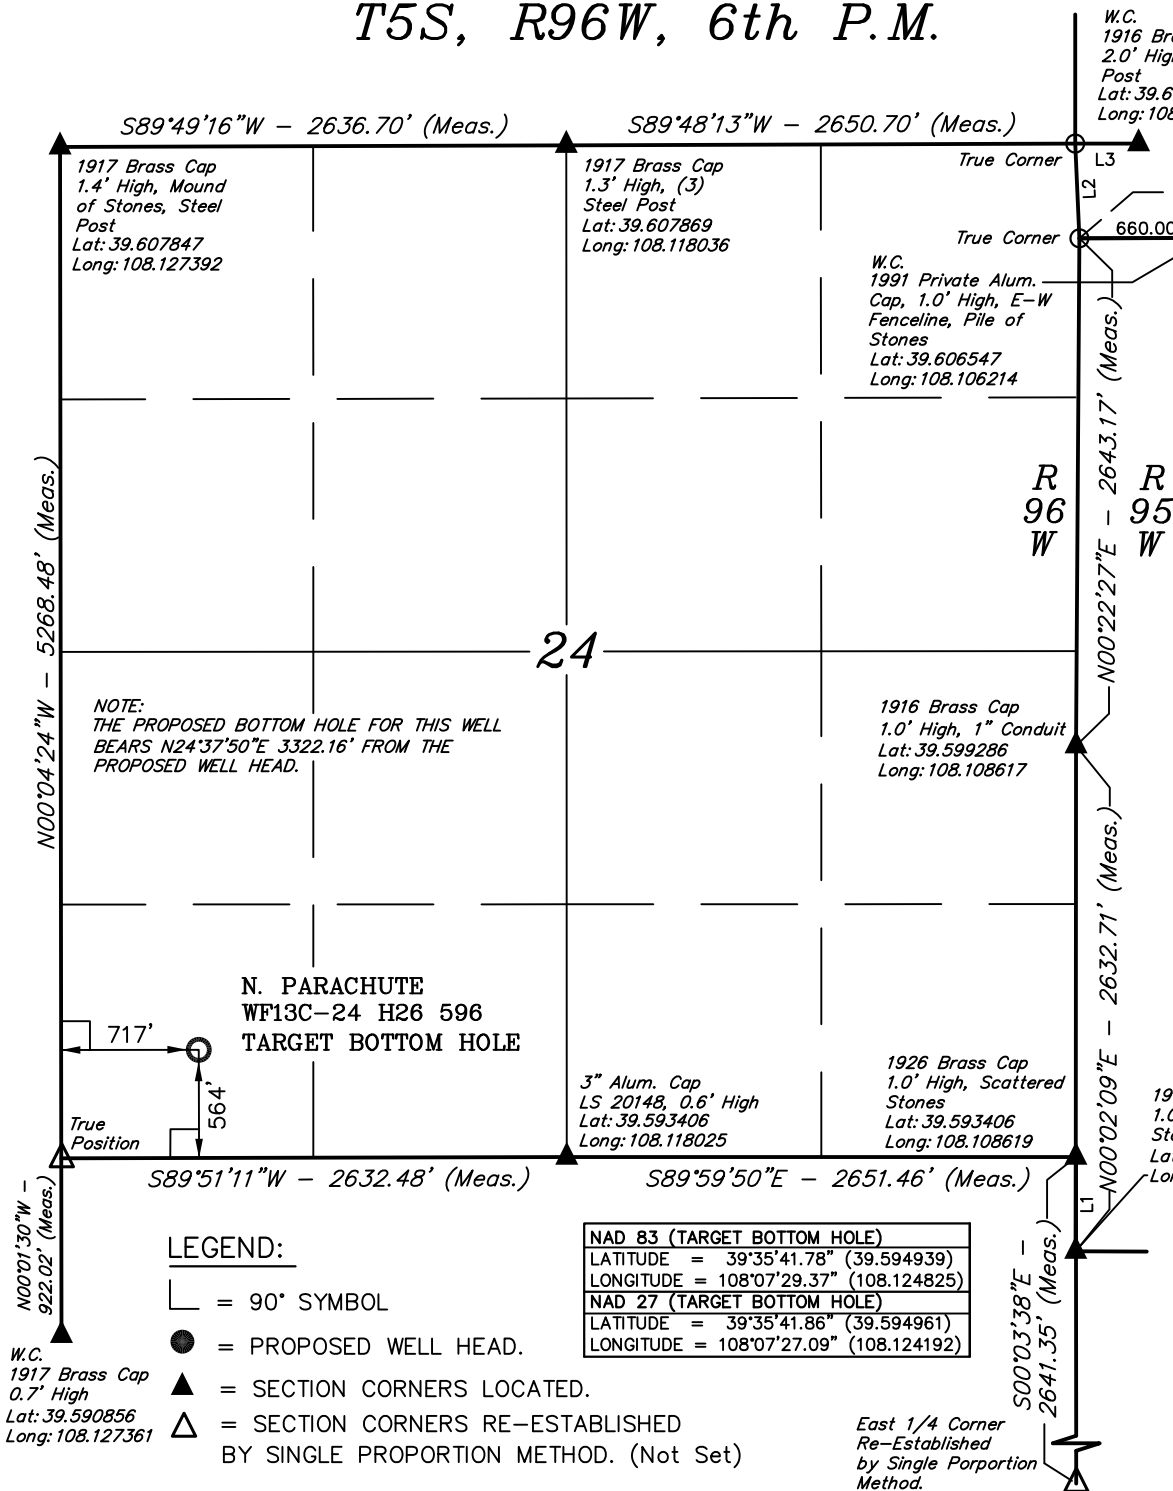 T5S, R96W, 6th P.M.
W.C.
1916
2.0'
Post
S89°49'16"W - 2636.70' (Meas.)
S89°48'13"W - 2650.70' (Meas.)
1917 Brass Cap
1.4' High, Mound
of Stones, Steel
Post
Lat: 39.607847
Long: 108.127392
1917 Brass Cap
1.3' High, (3)
Steel Post
Lat: 39.607869
Long: 108.118036
True Corner
L3
L2
True Corner
660.00
W.C.
1991 Private Alum.
Cap, 1.0' High, E-W
Fenceline, Pile of
Stones
Lat: 39.606547
Long: 108.106214
N00°22'27"E - 2643.17' (Meas.)
R
96
W
R
95
W
N00°04'24"W - 5268.48' (Meas.)
24
NOTE:
THE PROPOSED BOTTOM HOLE FOR THIS WELL
BEARS N24°37'50"E 3322.16' FROM THE
PROPOSED WELL HEAD.
1916 Brass Cap
1.0' High, 1" Conduit
Lat: 39.599286
Long: 108.108617
N00°02'09"E - 2632.71' (Meas.)
N. PARACHUTE
WF13C-24 H26 596
TARGET BOTTOM HOLE
717'
564'
True
Position
3" Alum. Cap
LS 20148, 0.6' High
Lat: 39.593406
Long: 108.118025
1926 Brass Cap
1.0' High, Scattered
Stones
Lat: 39.593406
Long: 108.108619
S89°51'11"W - 2632.48' (Meas.)
S89°59'50"E - 2651.46' (Meas.)
L1
N00°01'30"W -
922.02' (Meas.)
W.C.
1917 Brass Cap
0.7' High
Lat: 39.590856
Long: 108.127361
LEGEND:
= 90° SYMBOL
= PROPOSED WELL HEAD.
= SECTION CORNERS LOCATED.
= SECTION CORNERS RE-ESTABLISHED
BY SINGLE PROPORTION METHOD. (Not Set)
NAD 83 (TARGET BOTTOM HOLE)
LATITUDE = 39°35'41.78" (39.594939)
LONGITUDE = 108°07'29.37" (108.124825)
NAD 27 (TARGET BOTTOM HOLE)
LATITUDE = 39°35'41.86" (39.594961)
LONGITUDE = 108°07'27.09" (108.124192)
S00°03'38"E -
2641.35' (Meas.)
East 1/4 Corner
Re-Established
by Single Porportion
Method.